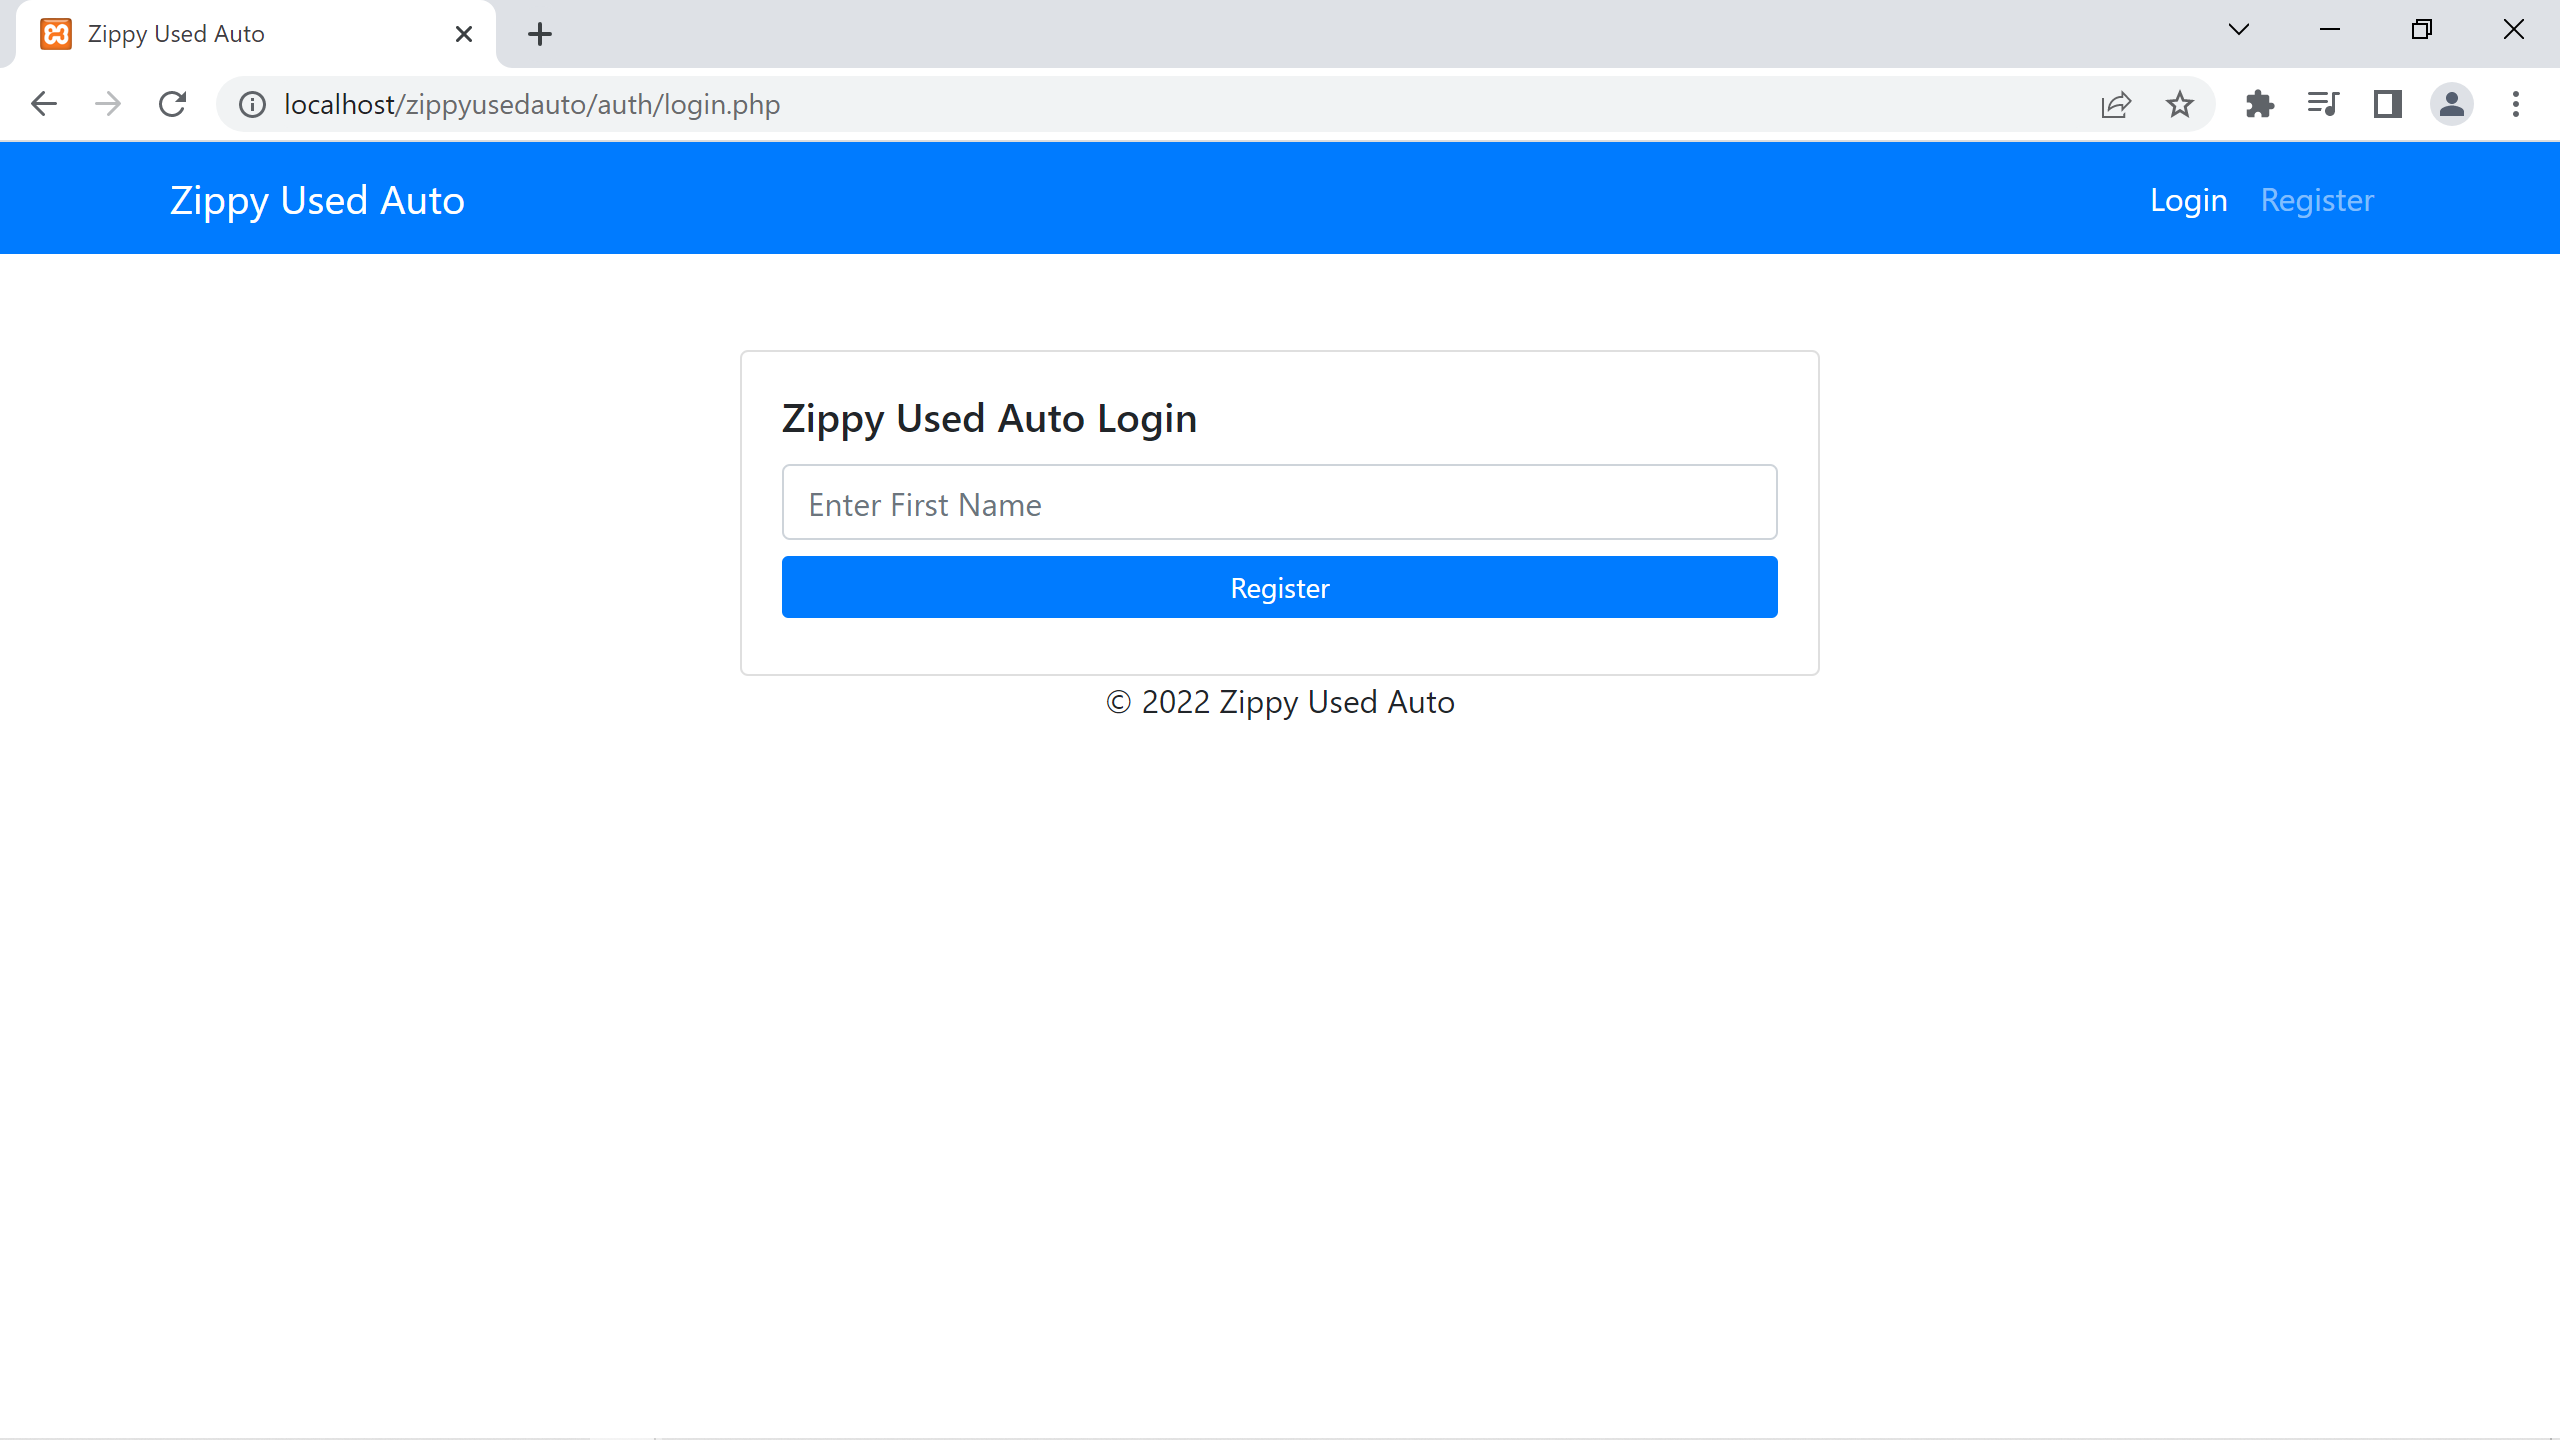 Zippy Used Auto
localhost/zippyusedauto/auth/login.php
Zippy Used Auto
Login Register
Zippy Used Auto Login
Enter First Name
Register
© 2022 Zippy Used Auto